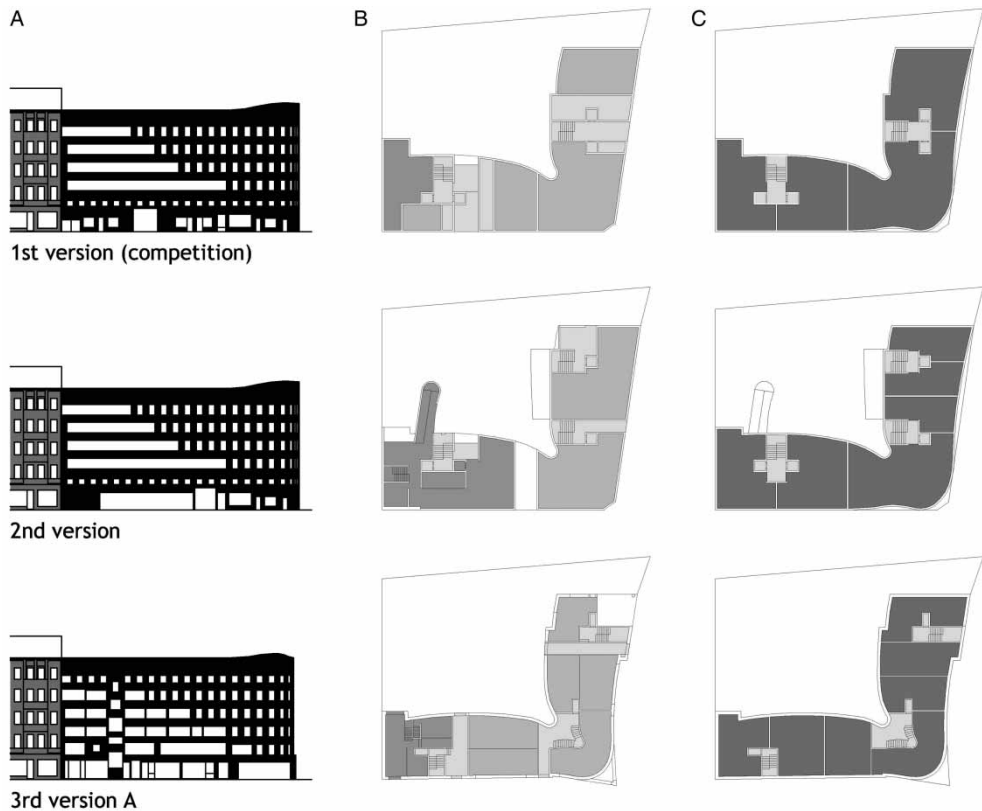 A
B
C
1st version (competition)
2nd version
3rd version A